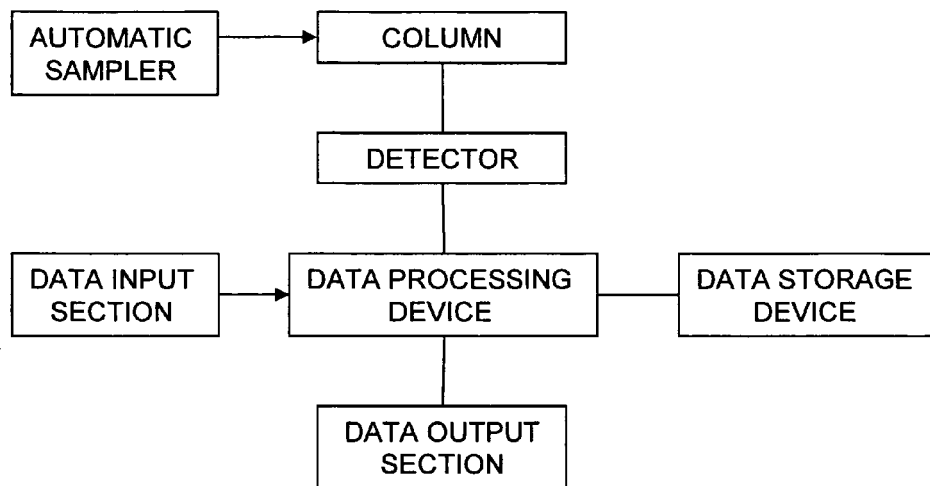 AUTOMATIC
SAMPLER
COLUMN
DETECTOR
DATA INPUT
SECTION
DATA PROCESSING
DEVICE
DATA STORAGE
DEVICE
DATA OUTPUT
SECTION